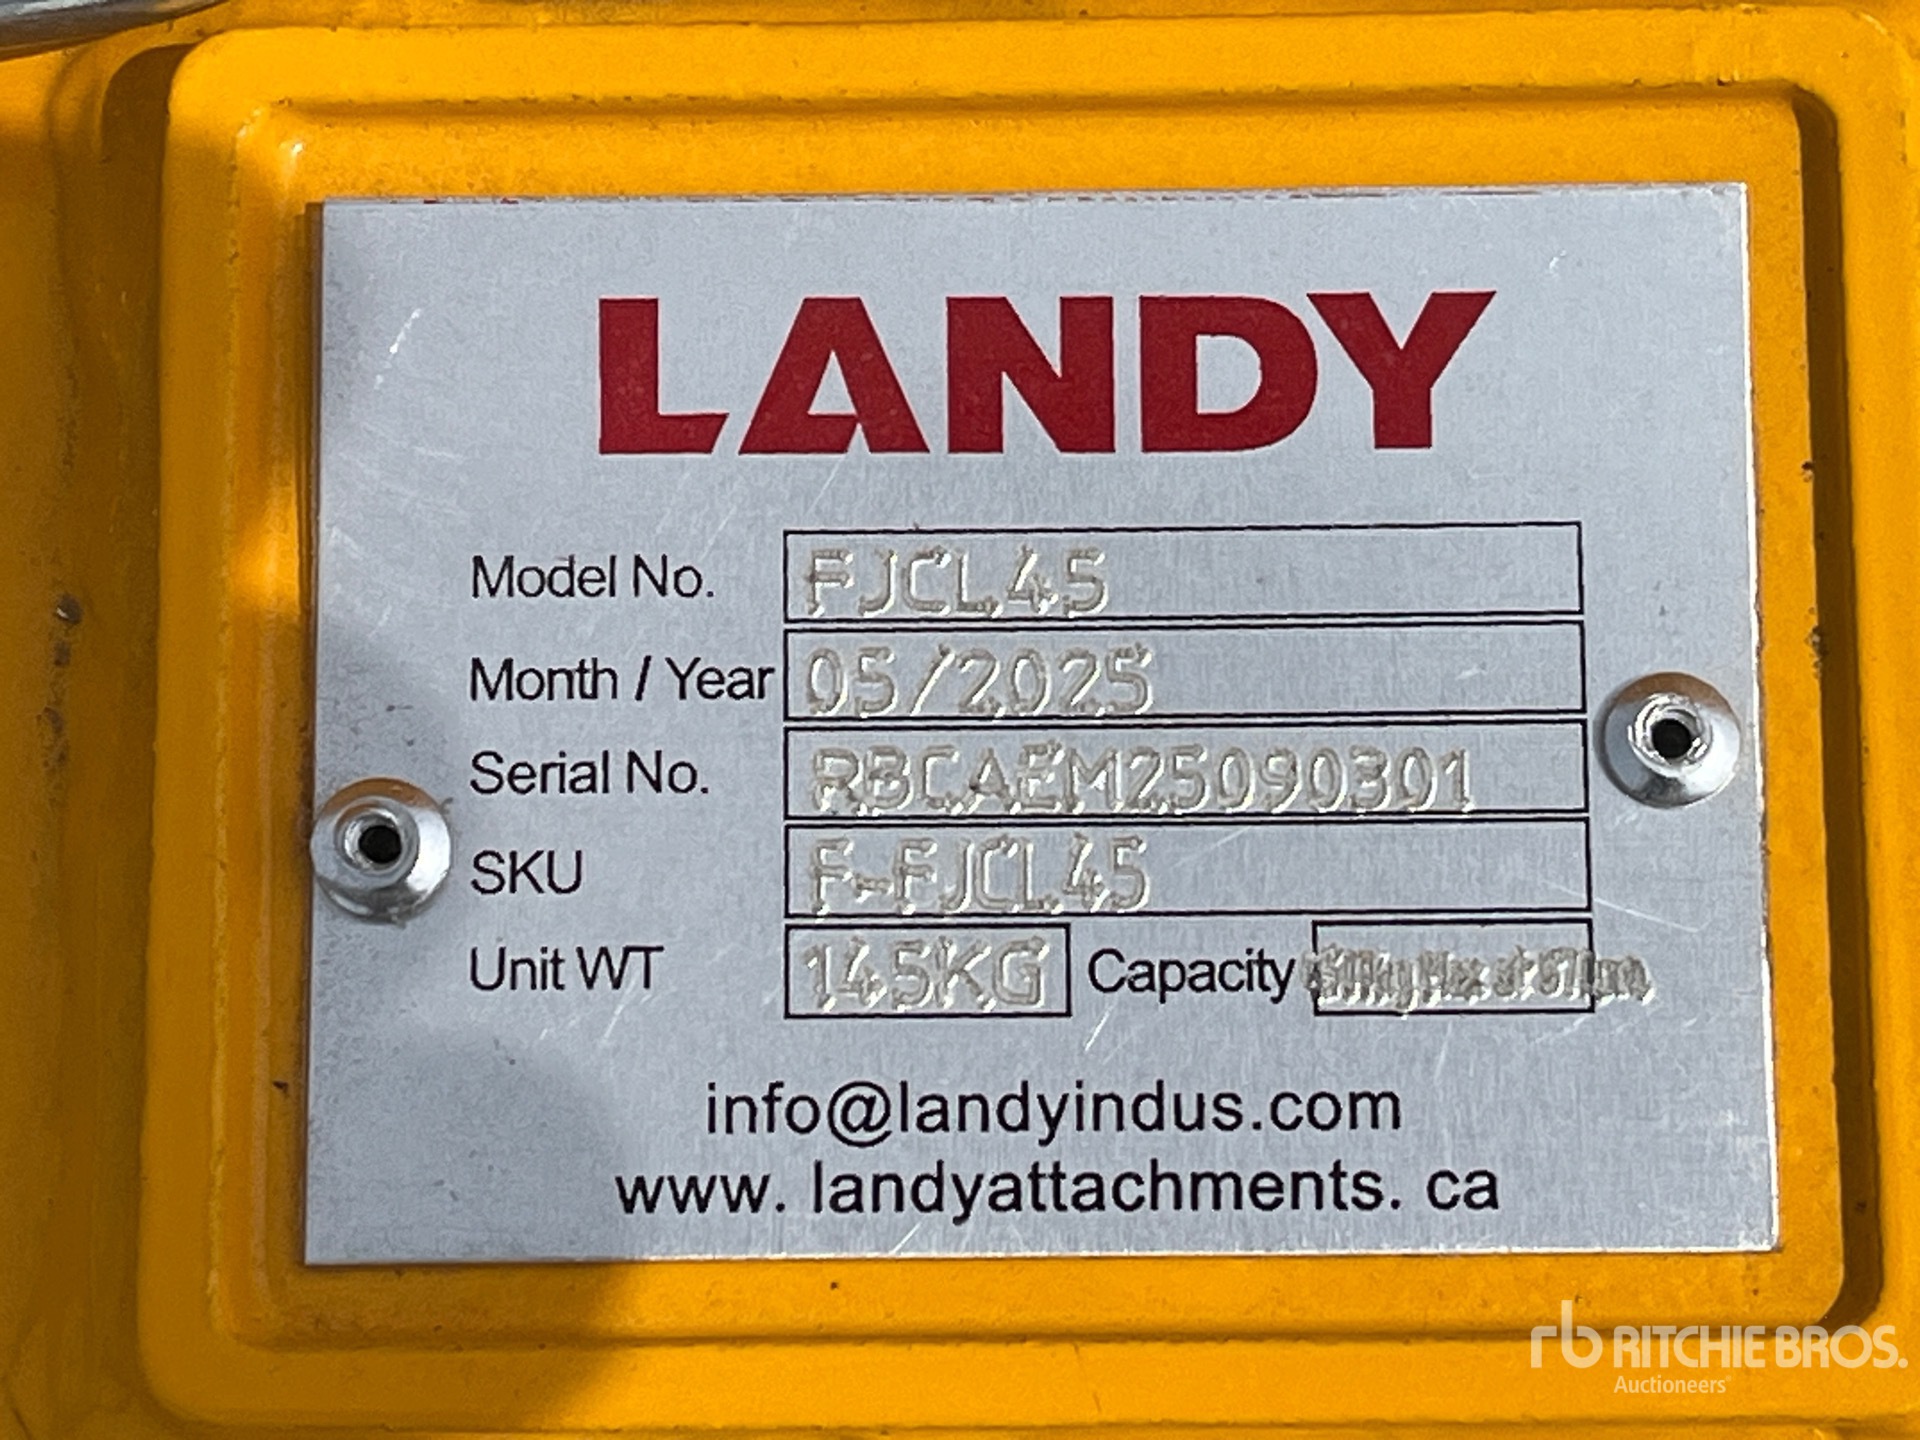 LANDY
Model No. FJCL45
Month / Year 05/2025
Serial No. RBCAEM25090301
SKU F-FJCL45
Unit WT 145KG Capacity
info@landyindus.com
www. landyattachments. ca
rb RITCHIE BROS.
Auctioneers